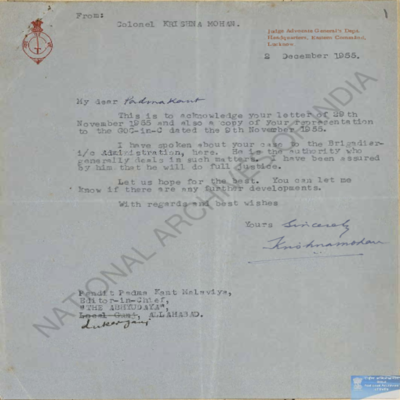 From:
Colonel KRISHNA MOHAN.
Judge Advocate General's Dept.
Headquarters, Eastern Command,
Lucknow
2 December 1955.
My dear Padmakant
This is to acknowledge your letter of 29th
November 1955 and also a copy of your representation
to the GOC-in-C dated the 9th November 1955.
I have spoken about your case to the Brigadier-
i/c Administration, here. He is the authority who
generally deals in such matters. I have been assured
by him that he will do full justice.
Let us hope for the best. You can let me
know if there are any further developments.
With regards and best wishes
Yours Sincerely
Krishnamohan
Pandit Padma Kant Malaviya,
Editor-in-Chief,
"THE ABHYUDAYA",
ALLAHABAD.
NATIONAL ARCHIVES OF INDIA